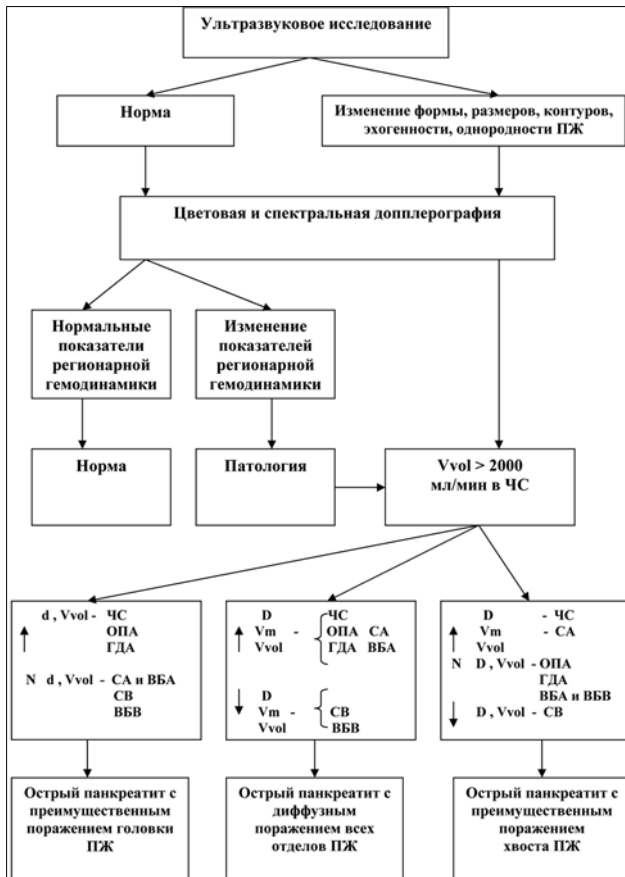 Ультразвуковое исследование
Норма
Изменение формы, размеров, контуров,
эхогенности, однородности ПЖ
Цветовая и спектральная допплерография
Нормальные
показатели
регионарной
гемодинамики
Изменение
показателей
регионарной
гемодинамики
Норма
Патология
Vvol > 2000
мл/мин в ЧС
d , Vvol - ЧС
ОПА
ГДА
N d , Vvol - СА и ВБА
СВ
ВБВ
D ЧС
Vm - ОПА СА
Vvol ГДА ВБА
D
Vm - СВ
Vvol ВБВ
D - ЧС
Vm - СА
Vvol
N D , Vvol - ОПА
ГДА
ВБА и ВБВ
D , Vvol - СВ
Острый панкреатит с
преимущественным
поражением головки
ПЖ
Острый панкреатит с
диффузным
поражением всех
отделов ПЖ
Острый панкреатит с
преимущественным
поражением
хвоста ПЖ